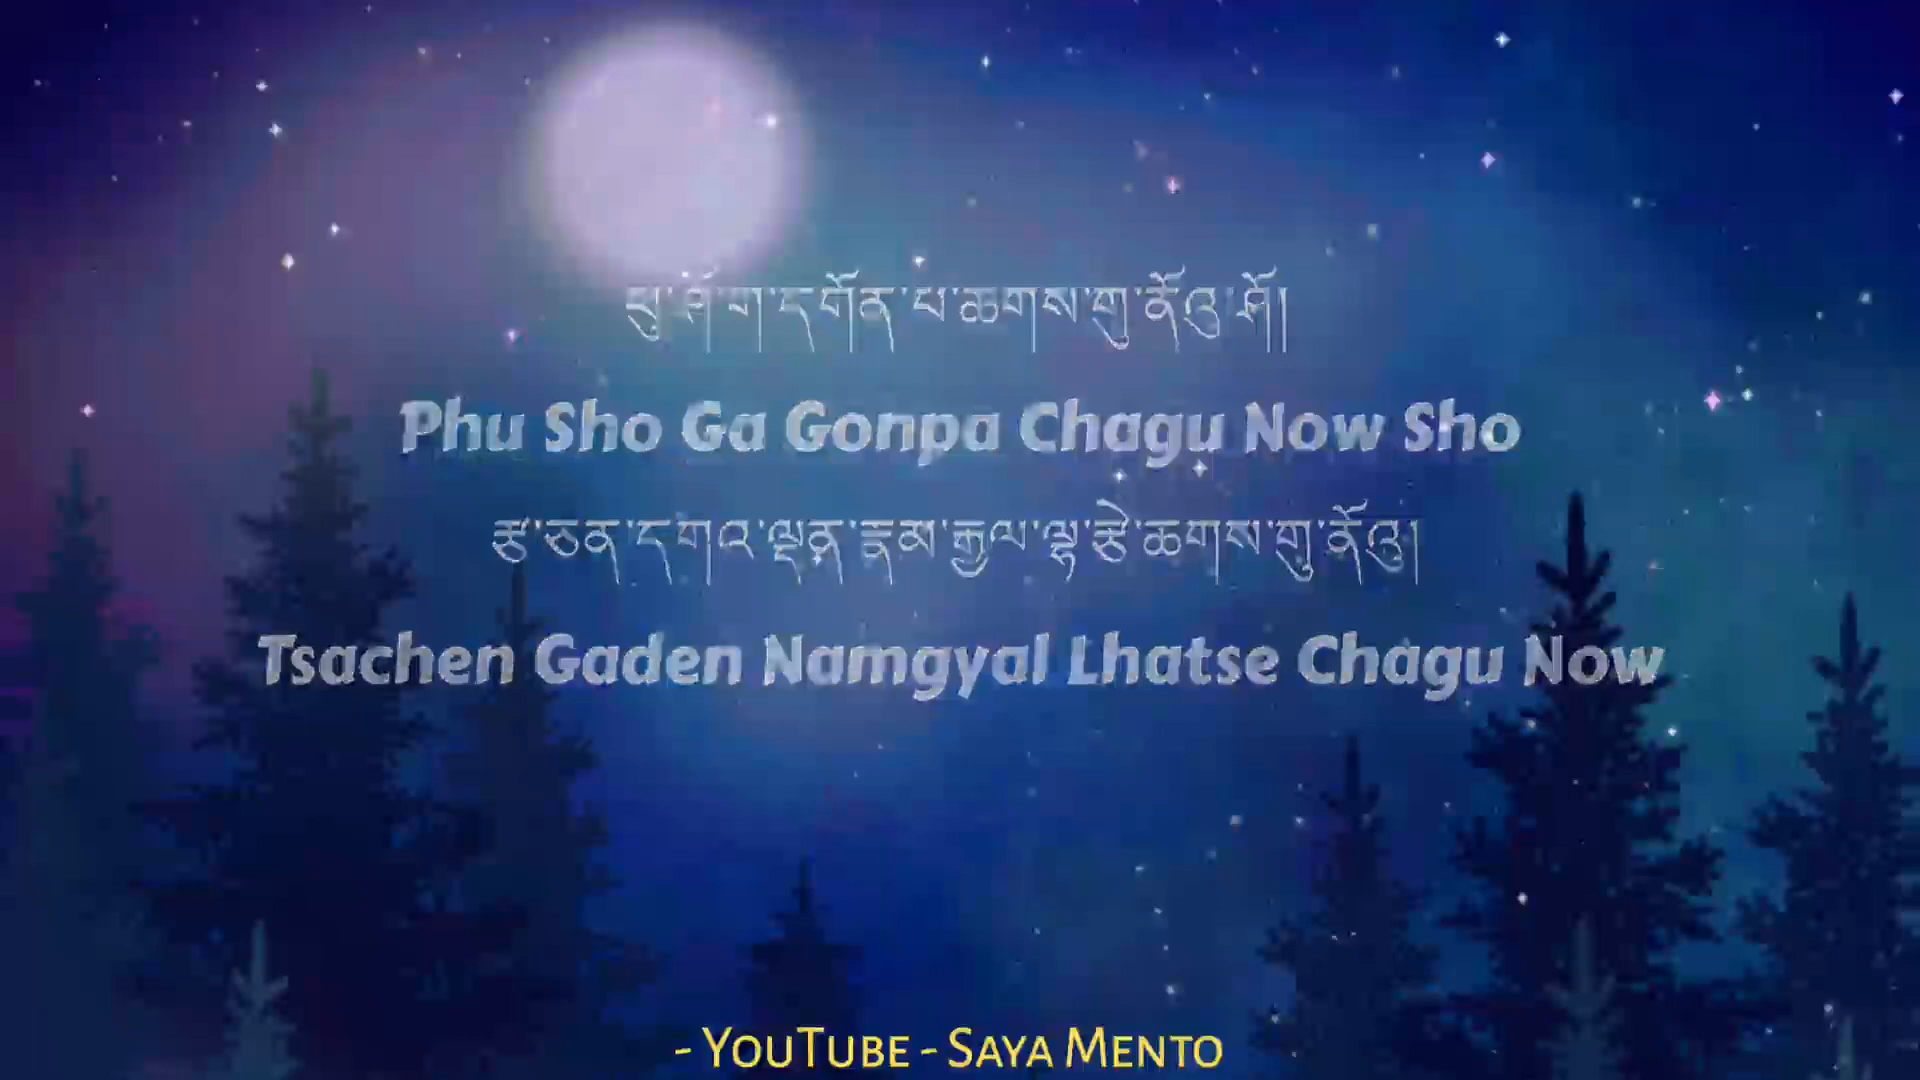 ཕུ་ཤོ་ག་དགོན་པ་ཆགས་གུ་ནོའུ་ཤོ།
Phu Sho Ga Gonpa Chagu Now Sho
རྩ་ཅན་དགའ་ལྡན་རྣམ་རྒྱལ་ལྷ་རྩེ་ཆགས་གུ་ནོའུ།
Tsachen Gaden Namgyal Lhatse Chagu Now
- YouTube - Saya Mento